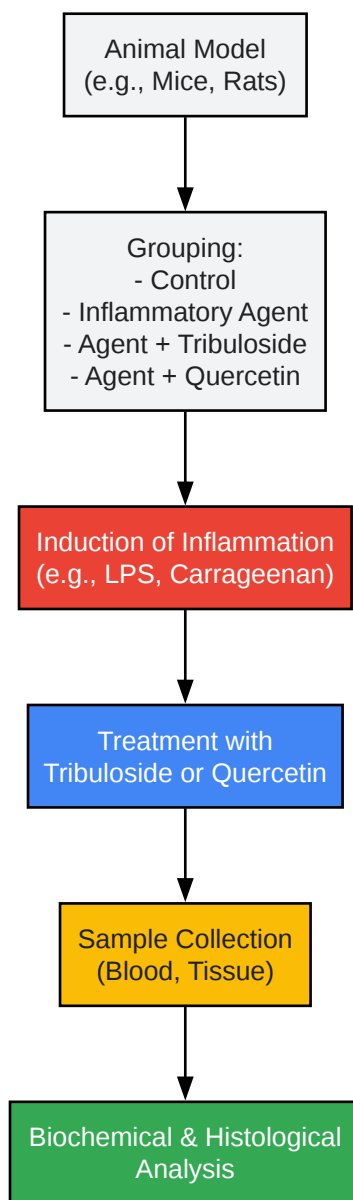 Animal Model
(e.g., Mice, Rats)
Grouping:
- Control
- Inflammatory Agent
- Agent + Tribuloside
- Agent + Quercetin
Induction of Inflammation
(e.g., LPS, Carrageenan)
Treatment with
Tribuloside or Quercetin
Sample Collection
(Blood, Tissue)
Biochemical & Histological
Analysis